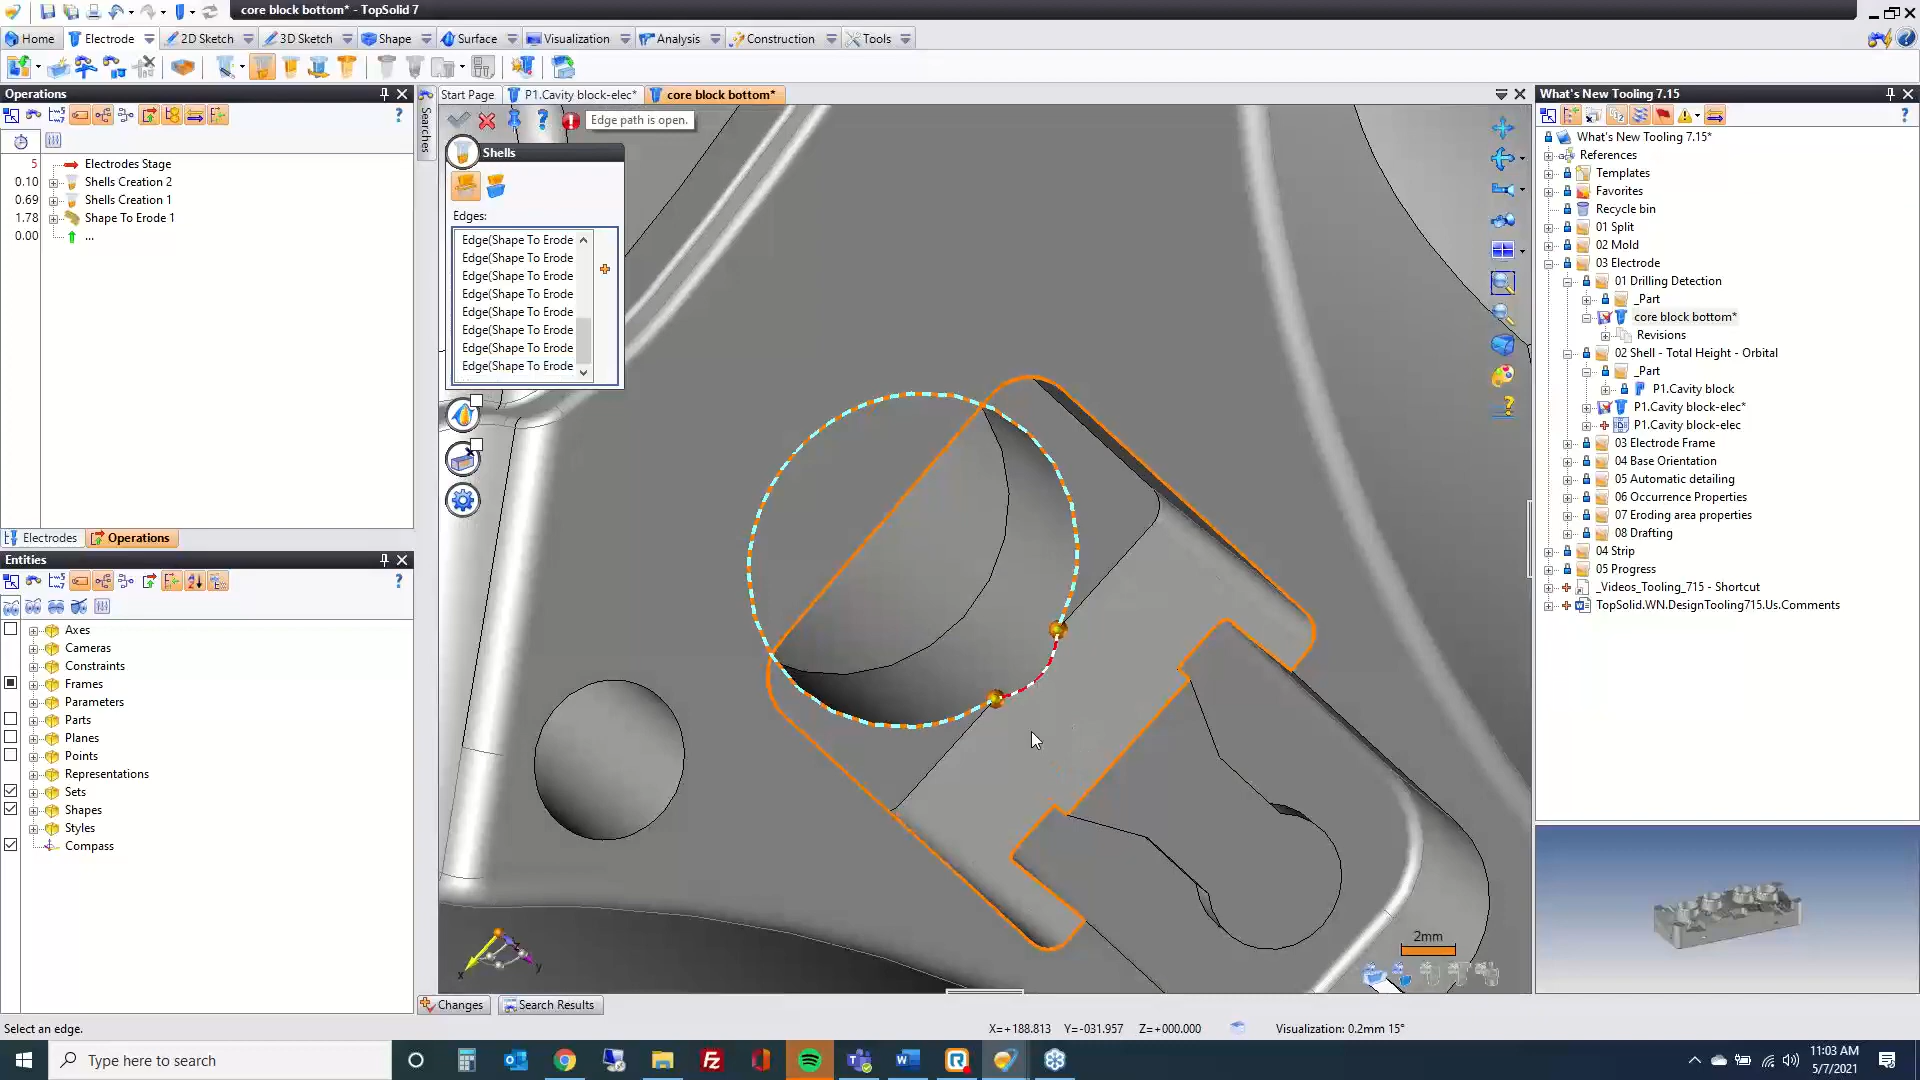 core block bottom* - TopSolid 7
Home
Electrode
2D Sketch
3D Sketch
Shape
Surface
Visualization
Analysis
Construction
Tools
Operations
5 Electrodes Stage
0.10 Shells Creation 2
0.69 Shells Creation 1
1.78 Shape To Erode 1
0.00 ...
Electrodes
Operations
Entities
Axes
Cameras
Constraints
Frames
Parameters
Parts
Planes
Points
Representations
Sets
Shapes
Styles
Compass
Searches
Start Page
P1.Cavity block-elec*
core block bottom*
Edge path is open.
Shells
Edges:
Edge(Shape To Erode
Edge(Shape To Erode
Edge(Shape To Erode
Edge(Shape To Erode
Edge(Shape To Erode
Edge(Shape To Erode
Edge(Shape To Erode
Edge(Shape To Erode
2mm
x
y
Changes
Search Results
What's New Tooling 7.15
What's New Tooling 7.15*
References
Templates
Favorites
Recycle bin
01 Split
02 Mold
03 Electrode
01 Drilling Detection
_Part
core block bottom*
Revisions
02 Shell - Total Height - Orbital
_Part
P1.Cavity block
P1.Cavity block-elec*
P1.Cavity block-elec
03 Electrode Frame
04 Base Orientation
05 Automatic detailing
06 Occurrence Properties
07 Eroding area properties
08 Drafting
04 Strip
05 Progress
_Videos_Tooling_715 - Shortcut
TopSolid.WN.DesignTooling715.Us.Comments
Select an edge.
X=+188.813 Y=-031.957 Z=+000.000
Visualization: 0.2mm 15°
Type here to search
11:03 AM
5/7/2021